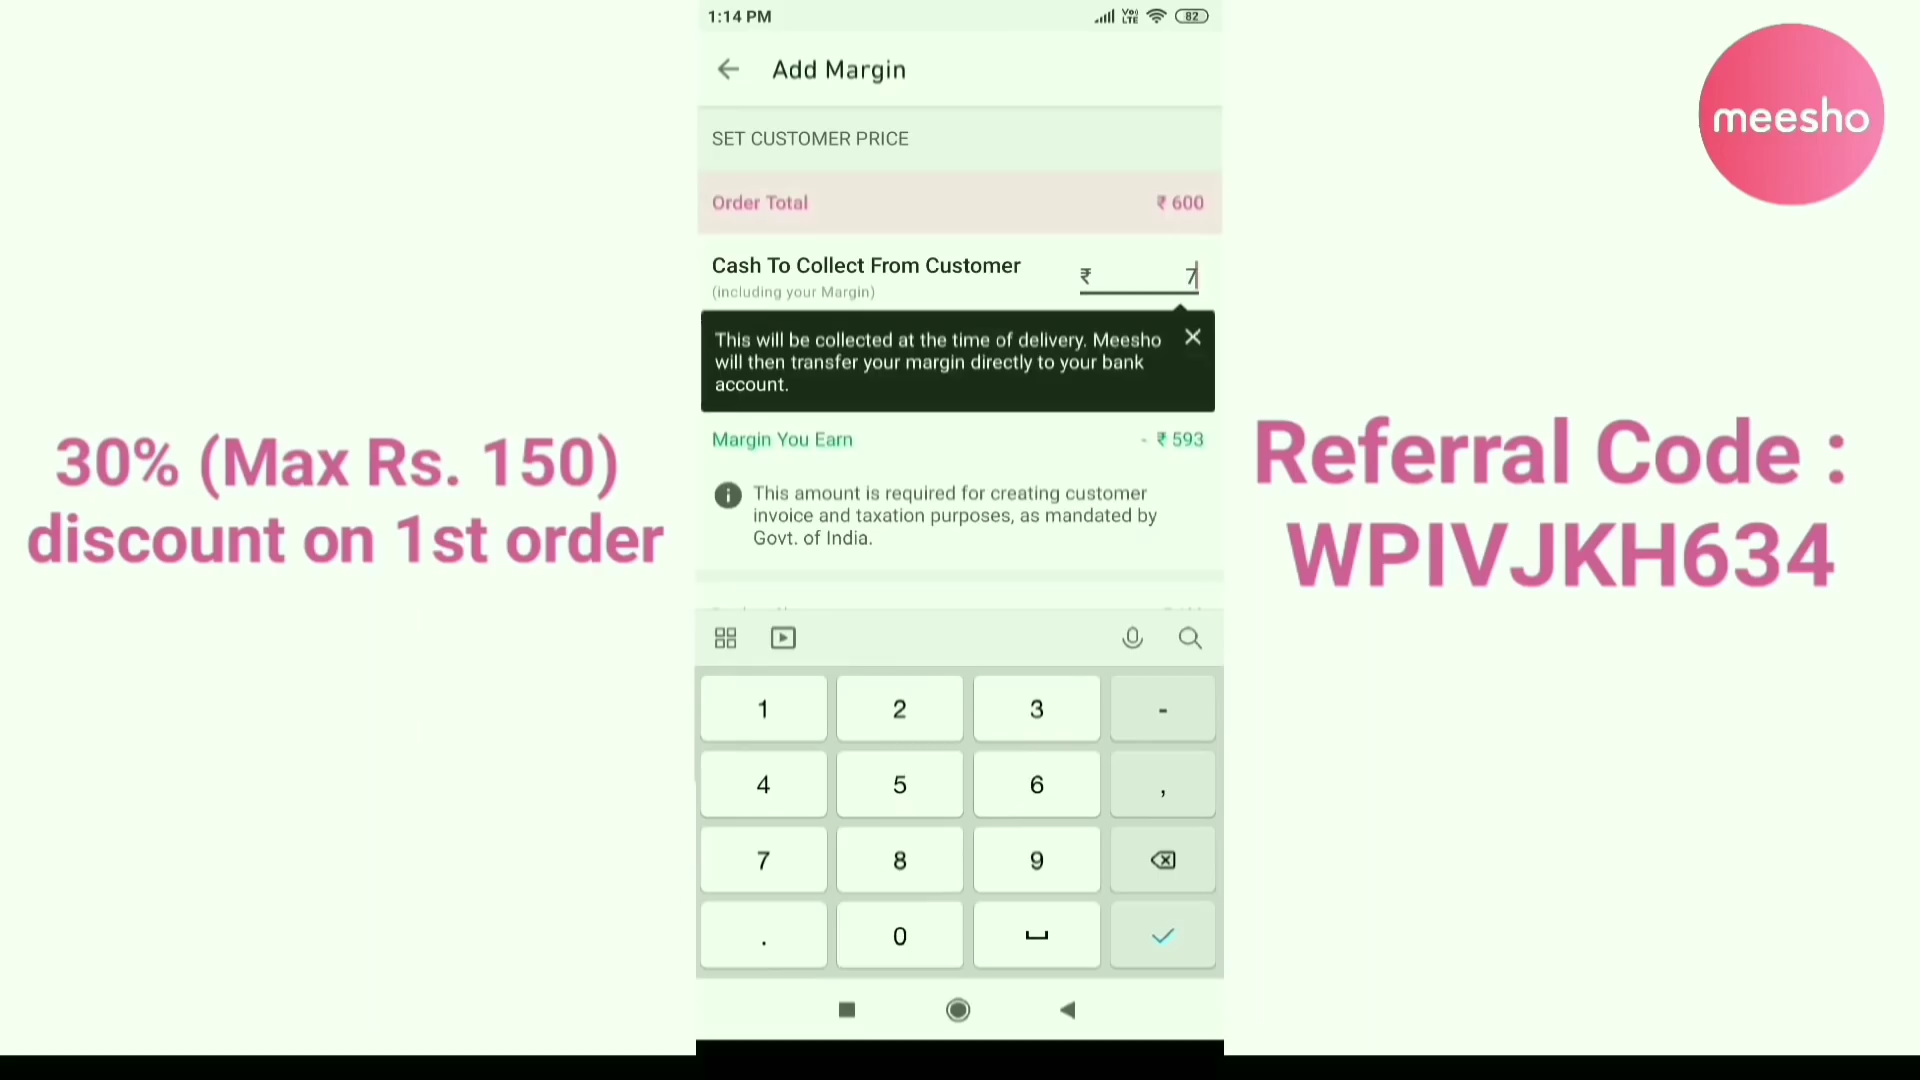 1:14 PM
Vo) LTE
82
Add Margin
meesho
SET CUSTOMER PRICE
Order Total ₹ 600
Cash To Collect From Customer
(including your Margin)
₹ 7
This will be collected at the time of delivery. Meesho
will then transfer your margin directly to your bank
account.
Margin You Earn - ₹ 593
This amount is required for creating customer
invoice and taxation purposes, as mandated by
Govt. of India.
30% (Max Rs. 150)
discount on 1st order
Referral Code :
WPIVJKH634
1 2 3 -
4 5 6 ,
7 8 9
. 0